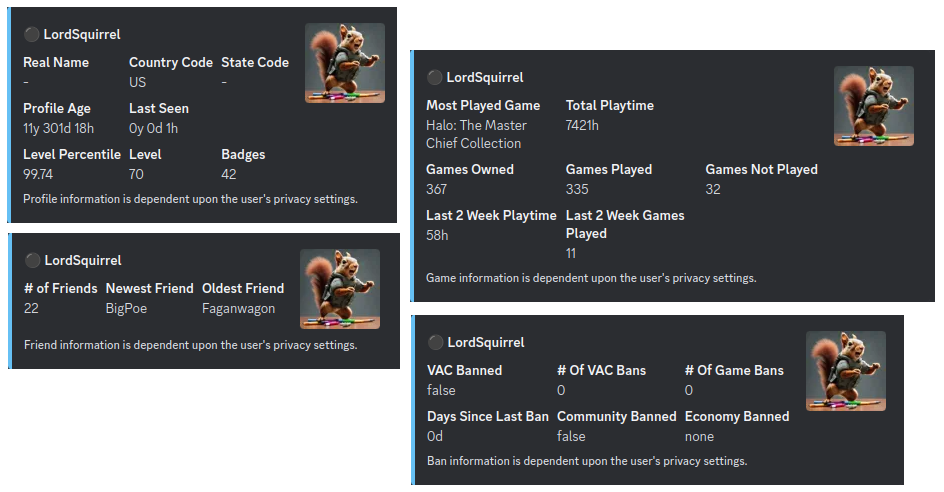 LordSquirrel
Real Name Country Code State Code
- US -
Profile Age Last Seen
11y 301d 18h 0y 0d 1h
Level Percentile Level Badges
99.74 70 42
Profile information is dependent upon the user's privacy settings.
LordSquirrel
# of Friends Newest Friend Oldest Friend
22 BigPoe Faganwagon
Friend information is dependent upon the user's privacy settings.
LordSquirrel
Most Played Game Total Playtime
Halo: The Master 7421h
Chief Collection
Games Owned Games Played Games Not Played
367 335 32
Last 2 Week Playtime Last 2 Week Games
58h Played
11
Game information is dependent upon the user's privacy settings.
LordSquirrel
VAC Banned # Of VAC Bans # Of Game Bans
false 0 0
Days Since Last Ban Community Banned Economy Banned
0d false none
Ban information is dependent upon the user's privacy settings.